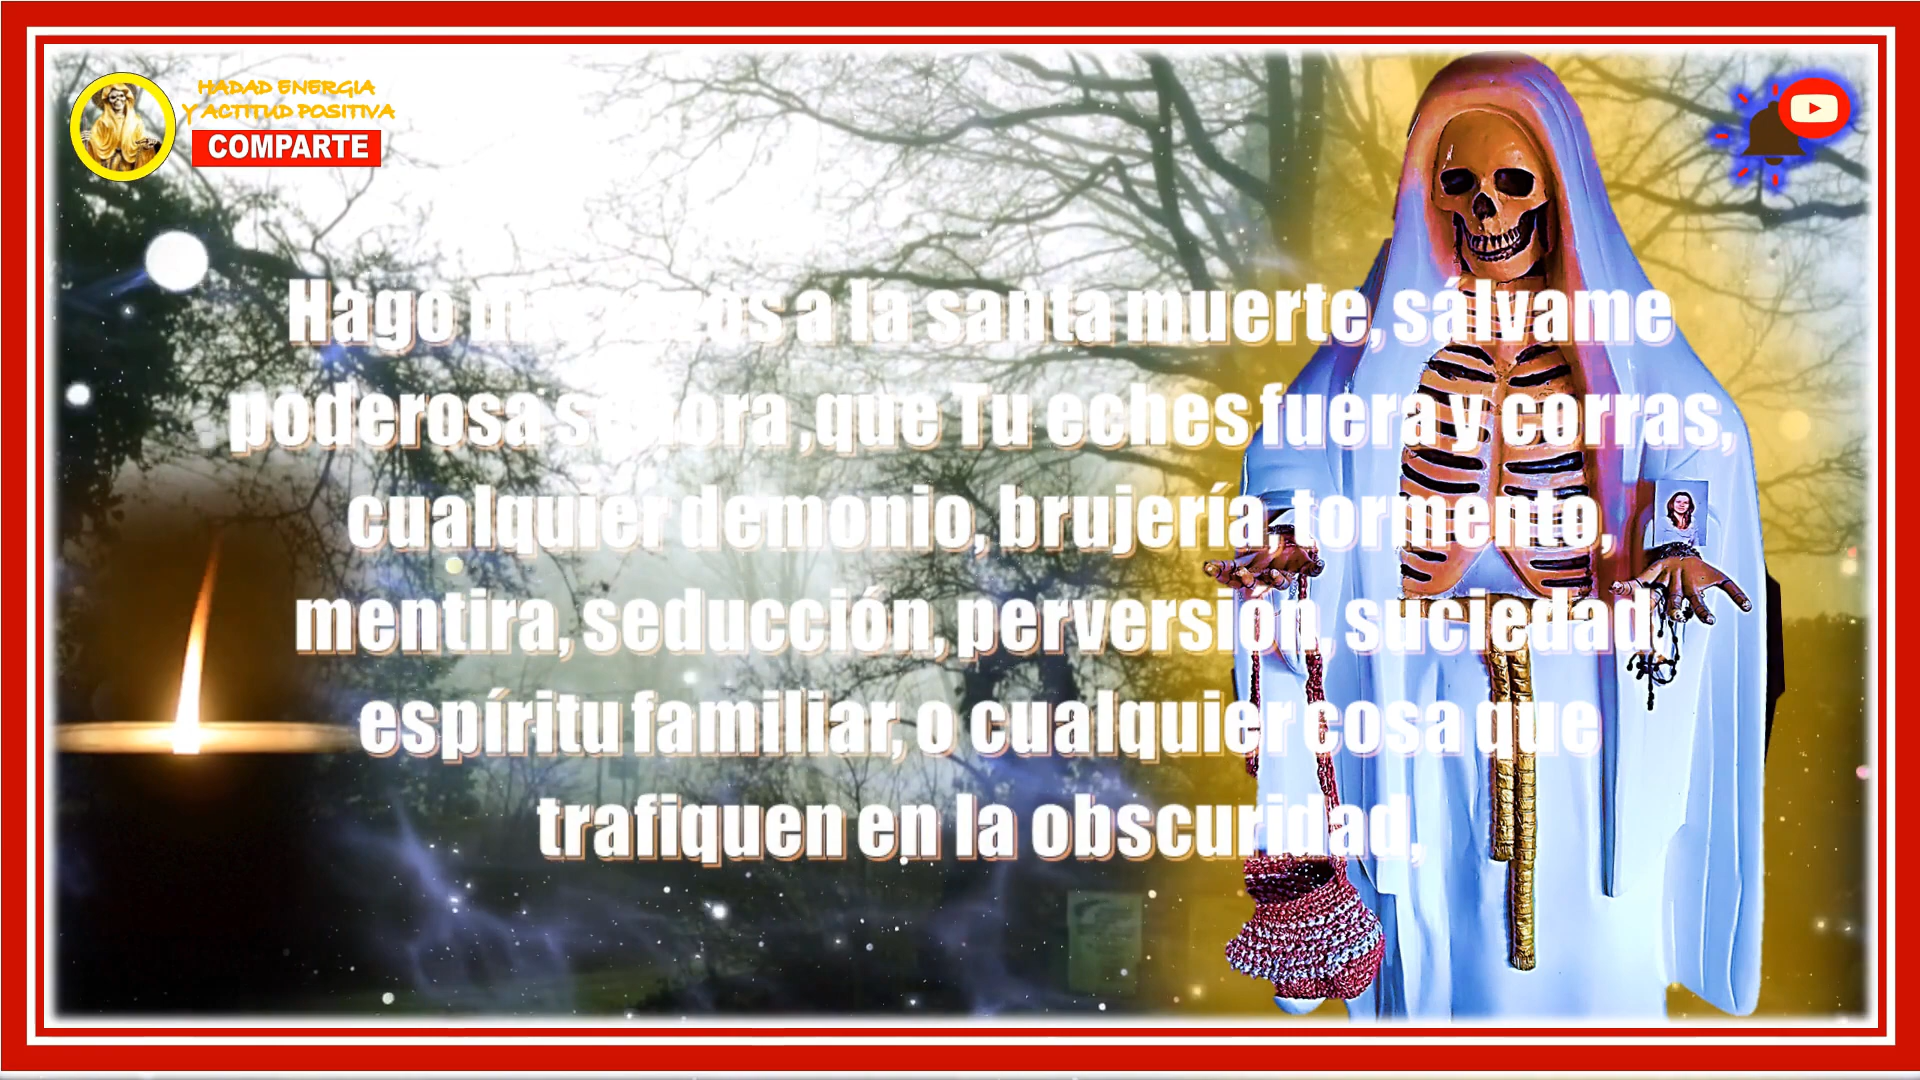 HADAD ENERGIA
Y ACTITUD POSITIVA
COMPARTE
Hago a la santa muerte, sálvame
poderosa señora ,que Tu eches fuera y corras,
cualquier demonio, brujería, tormento,
mentira, seducción, perversión, suciedad,
espíritu familiar, o cualquier cosa que
trafiquen en la obscuridad,